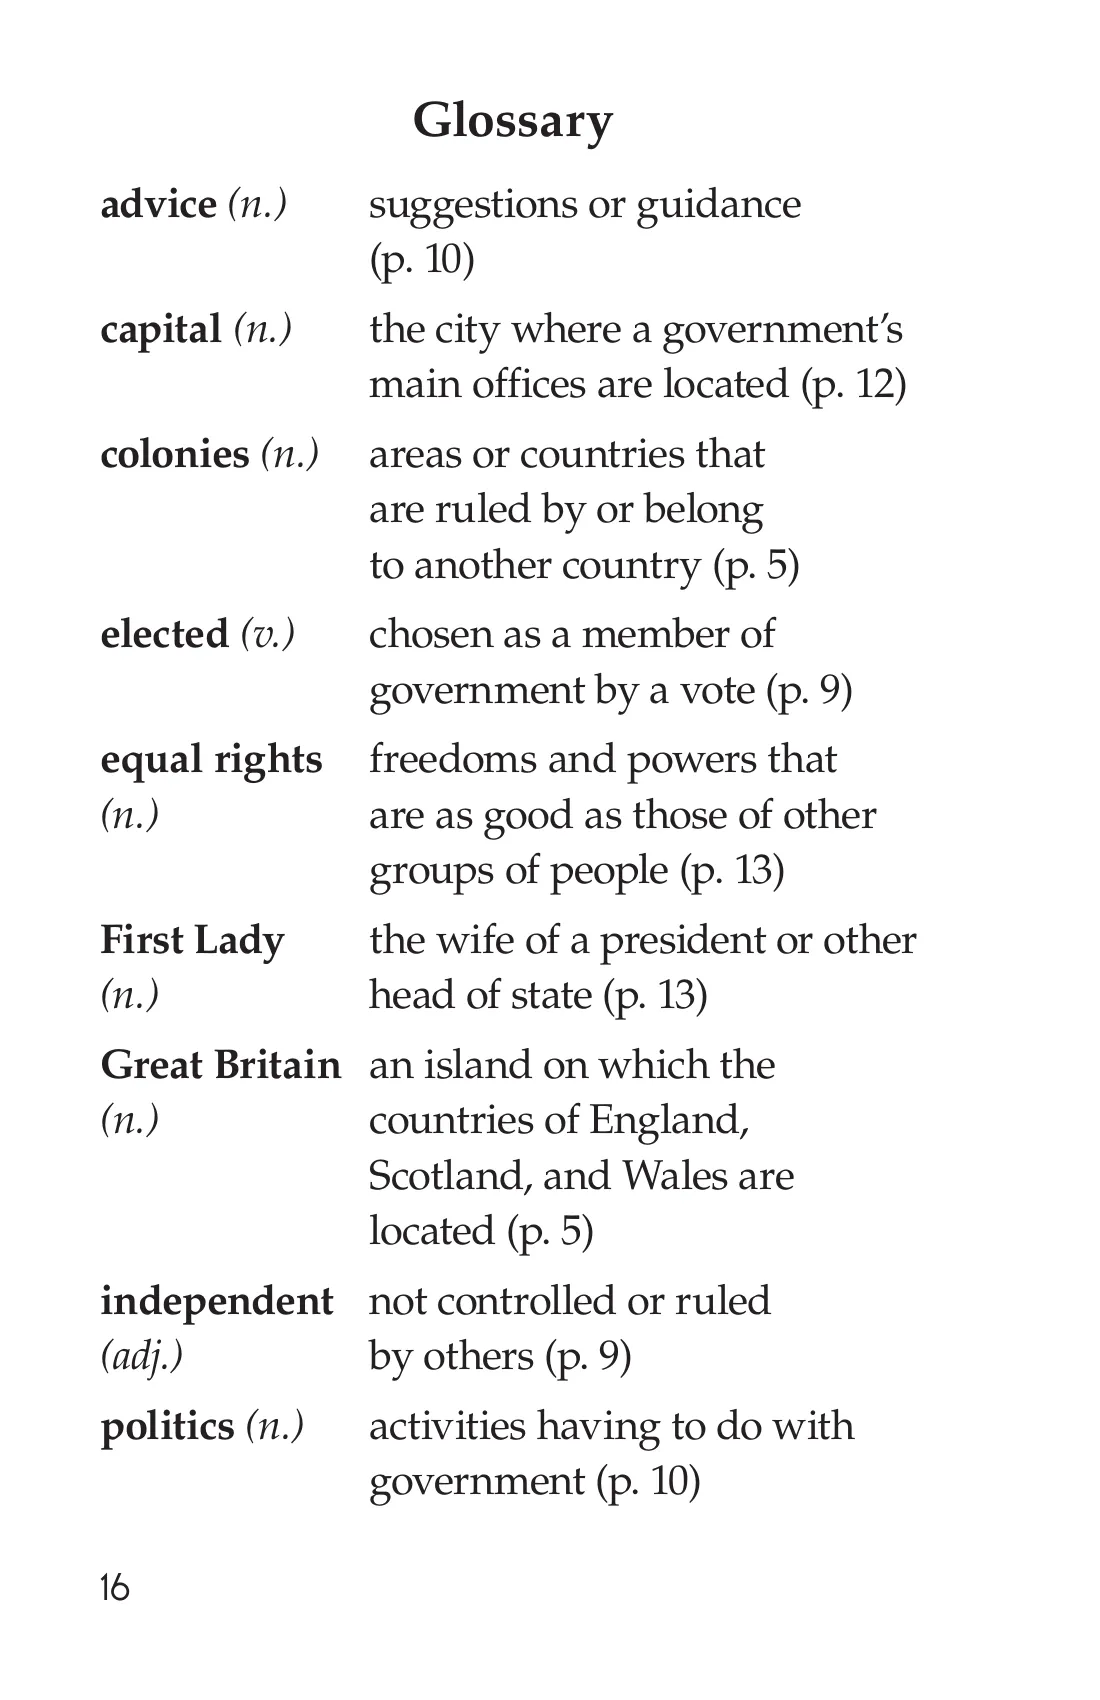 Glossary
advice (n.) suggestions or guidance
(p. 10)
capital (n.) the city where a government’s
main offices are located (p. 12)
colonies (n.) areas or countries that
are ruled by or belong
to another country (p. 5)
elected (v.) chosen as a member of
government by a vote (p. 9)
equal rights freedoms and powers that
(n.) are as good as those of other
groups of people (p. 13)
First Lady the wife of a president or other
(n.) head of state (p. 13)
Great Britain an island on which the
(n.) countries of England,
Scotland, and Wales are
located (p. 5)
independent not controlled or ruled
(adj.) by others (p. 9)
politics (n.) activities having to do with
government (p. 10)
16